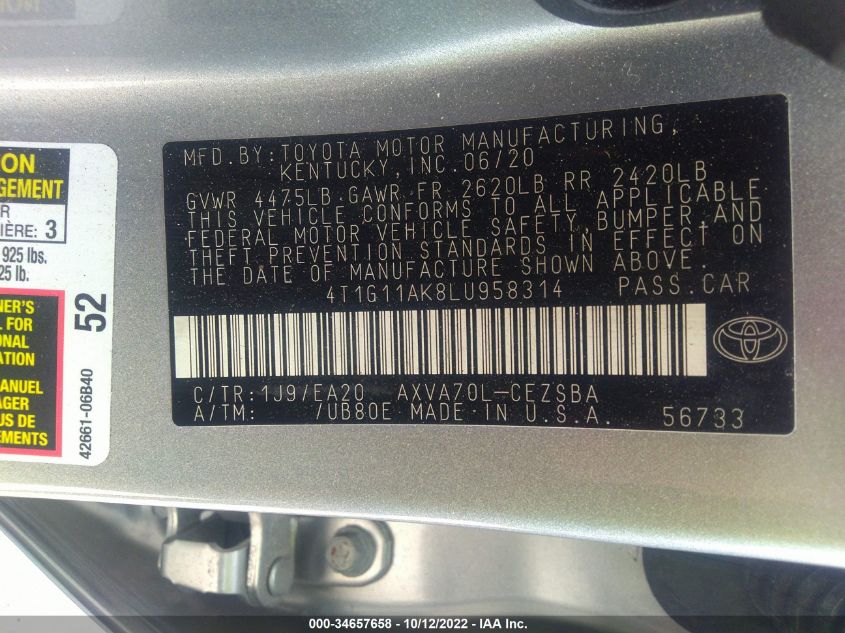 ION
GEMENT
R
IÈRE: 3
925 lbs.
25 lb.
NER'S
L FOR
ONAL
ATION
MANUEL
AGER
US DE
EMENTS
52
42661-06B40
MFD. BY: TOYOTA MOTOR MANUFACTURING,
KENTUCKY, INC. 06/20
GVWR 4475LB GAWR FR 2620LB RR 2420LB
THIS VEHICLE CONFORMS TO ALL APPLICABLE
FEDERAL MOTOR VEHICLE SAFETY, BUMPER, AND
THEFT PREVENTION STANDARDS IN EFFECT ON
THE DATE OF MANUFACTURE SHOWN ABOVE.
4T1G11AK8LU958314 PASS. CAR
C/TR: 1J9/EA20 AXVA70L-CEZSBA
A/TM: /UB80E MADE IN U.S.A. 56733
000-34657658 - 10/12/2022 - IAA Inc.